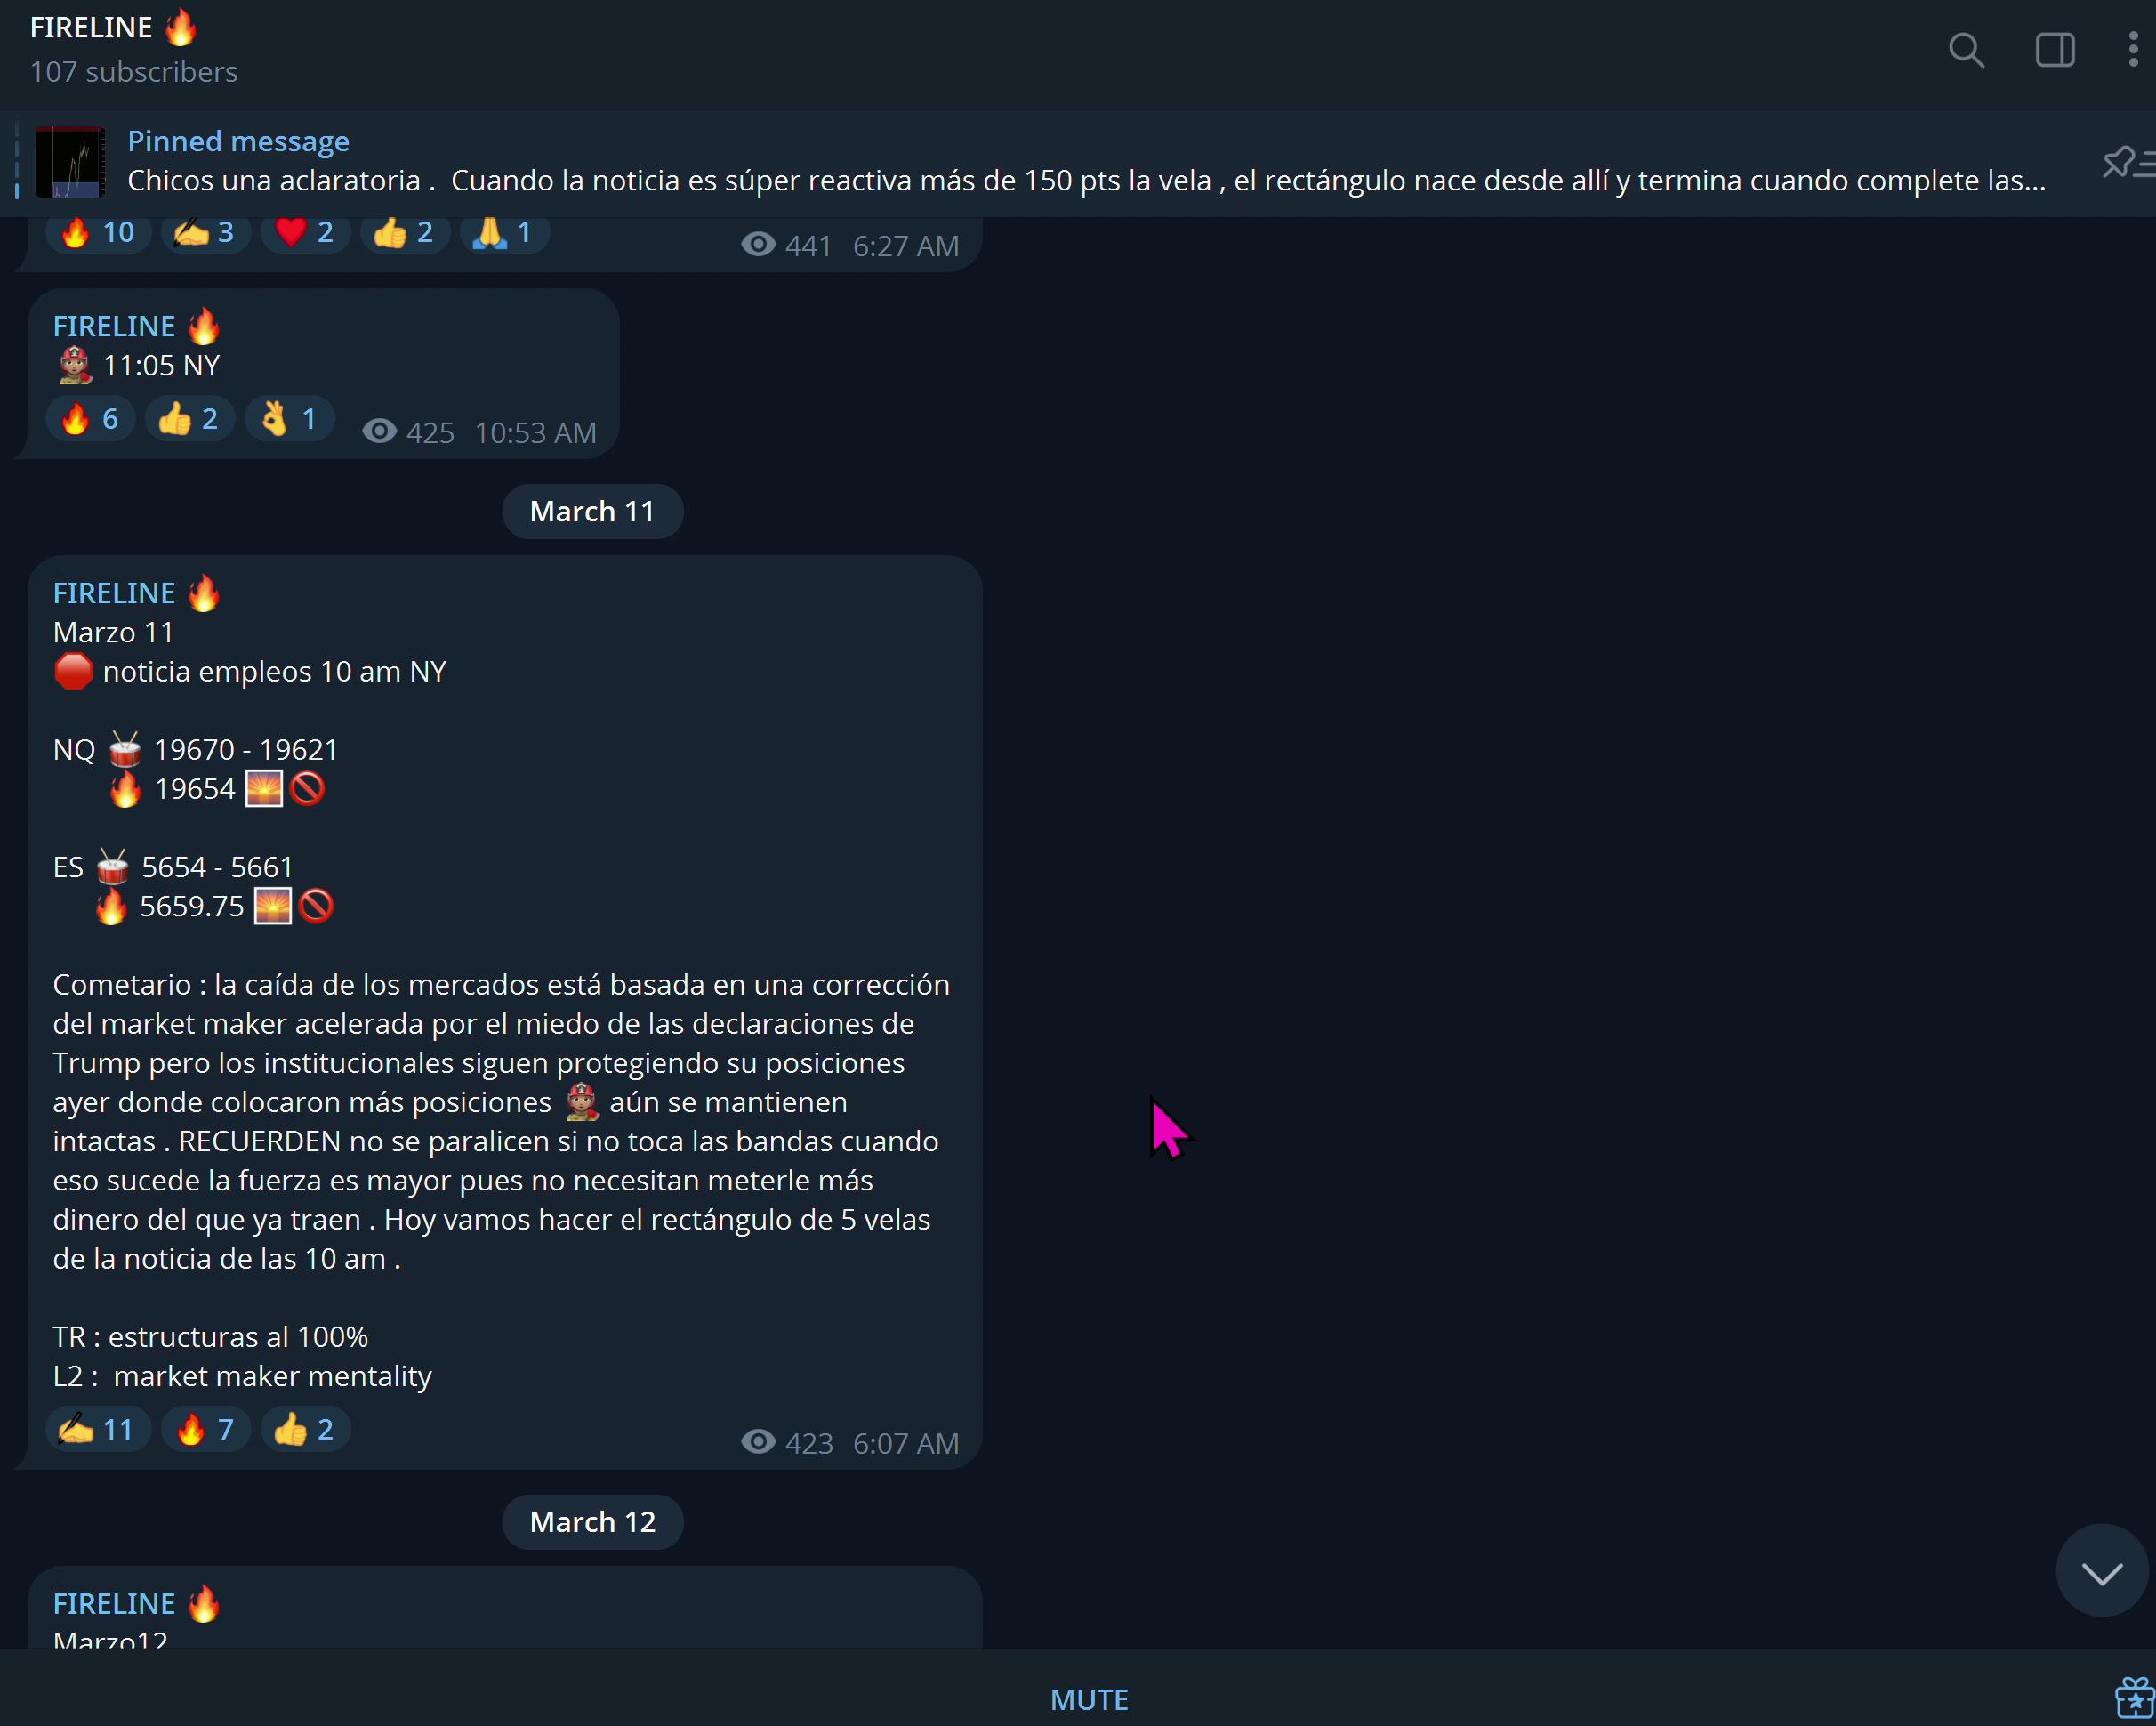 FIRELINE 🔥
107 subscribers
Pinned message
Chicos una aclaratoria .  Cuando la noticia es súper reactiva más de 150 pts la vela , el rectángulo nace desde allí y termina cuando complete las...
🔥 10 ✍️ 3 ❤️ 2 👍 2 🙏 1 441 6:27 AM
FIRELINE 🔥
🧑🏽‍🚒 11:05 NY
🔥 6 👍 2 👌 1 425 10:53 AM
March 11
FIRELINE 🔥
Marzo 11
🛑 noticia empleos 10 am NY
NQ 🥁 19670 - 19621
🔥 19654 🌅🚫
ES 🥁 5654 - 5661
🔥 5659.75 🌅🚫
Cometario : la caída de los mercados está basada en una corrección
del market maker acelerada por el miedo de las declaraciones de
Trump pero los institucionales siguen protegiendo su posiciones
ayer donde colocaron más posiciones 🧑🏽‍🚒 aún se mantienen
intactas . RECUERDEN no se paralicen si no toca las bandas cuando
eso sucede la fuerza es mayor pues no necesitan meterle más
dinero del que ya traen . Hoy vamos hacer el rectángulo de 5 velas
de la noticia de las 10 am .
TR : estructuras al 100%
L2 :  market maker mentality
✍️ 11 🔥 7 👍 2 423 6:07 AM
March 12
FIRELINE 🔥
Marzo12
MUTE